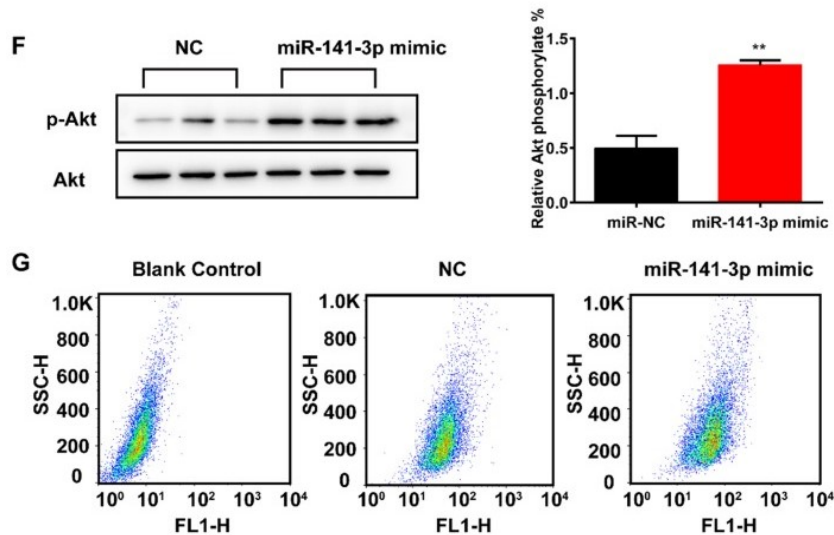 F
NC
miR-141-3p mimic
p-Akt
Akt
Relative Akt phosphorylate %
1.5
1.0
0.5
0.0
**
miR-NC
miR-141-3p mimic
G
Blank Control
NC
miR-141-3p mimic
SSC-H
1.0K
800
600
400
200
0
10⁰ 10¹ 10² 10³ 10⁴
FL1-H
SSC-H
1.0K
800
600
400
200
0
10⁰ 10¹ 10² 10³ 10⁴
FL1-H
SSC-H
1.0K
800
600
400
200
0
10⁰ 10¹ 10² 10³ 10⁴
FL1-H